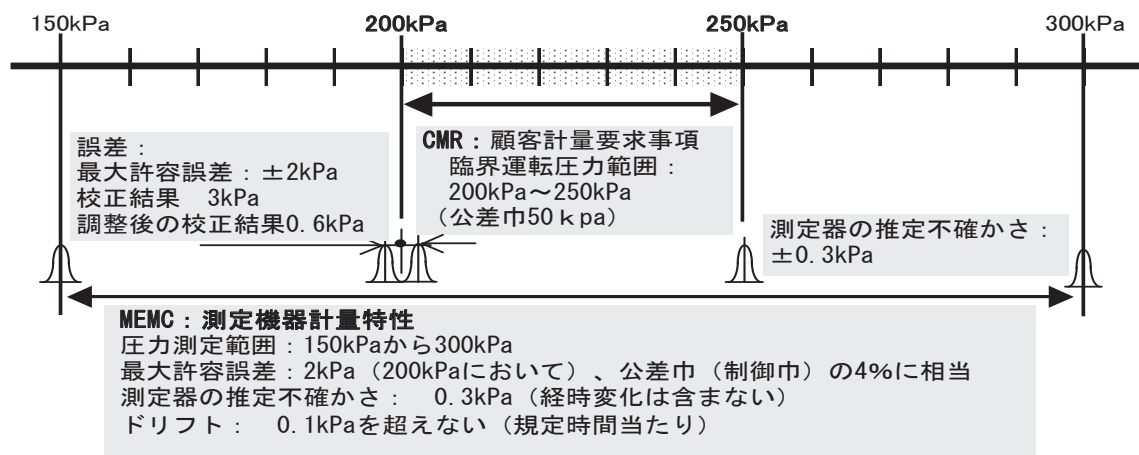 150kPa
200kPa
250kPa
300kPa
誤差：
最大許容誤差：±2kPa
校正結果　3kPa
調整後の校正結果0.6kPa
CMR：顧客計量要求事項
臨界運転圧力範囲：
200kPa～250kPa
（公差巾50ｋpa）
測定器の推定不確かさ：
±0.3kPa
MEMC：測定機器計量特性
圧力測定範囲：150kPaから300kPa
最大許容誤差：2kPa（200kPaにおいて）、公差巾（制御巾）の4%に相当
測定器の推定不確かさ：　0.3kPa（経時変化は含まない）
ドリフト：　0.1kPaを超えない（規定時間当たり）